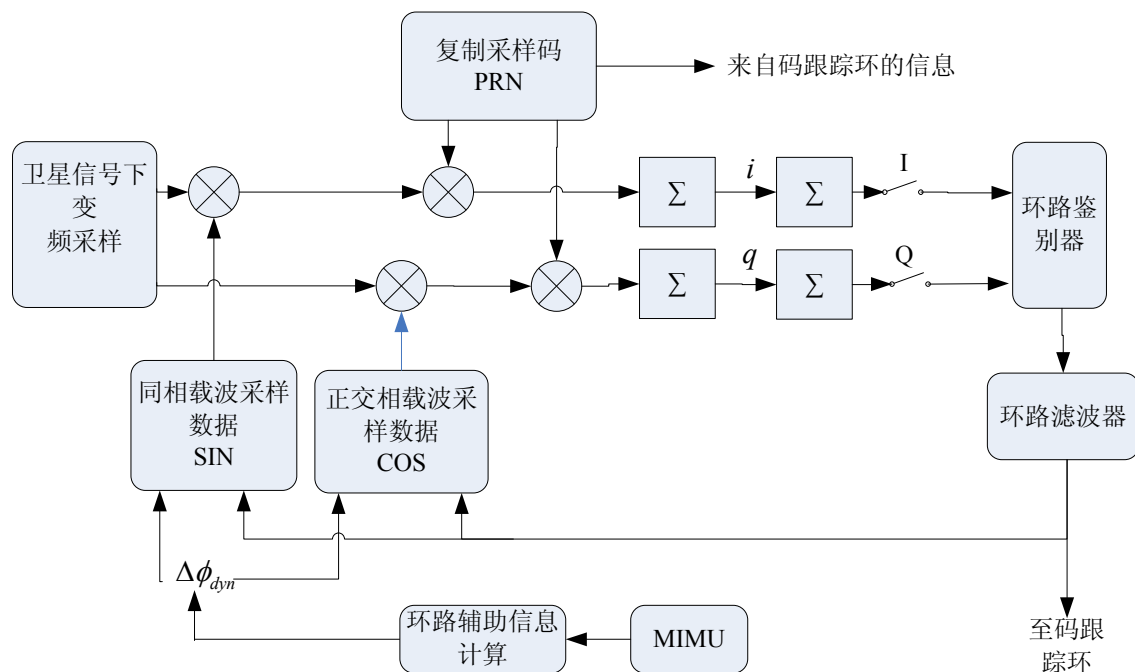 复制采样码
PRN
来自码跟踪环的信息
卫星信号下
变
频采样
Σ
i
Σ
I
环路鉴
别器
Σ
q
Σ
Q
同相载波采样
数据
SIN
正交相载波采
样数据
COS
环路滤波器
Δϕdyn
环路辅助信息
计算
MIMU
至码跟
踪环